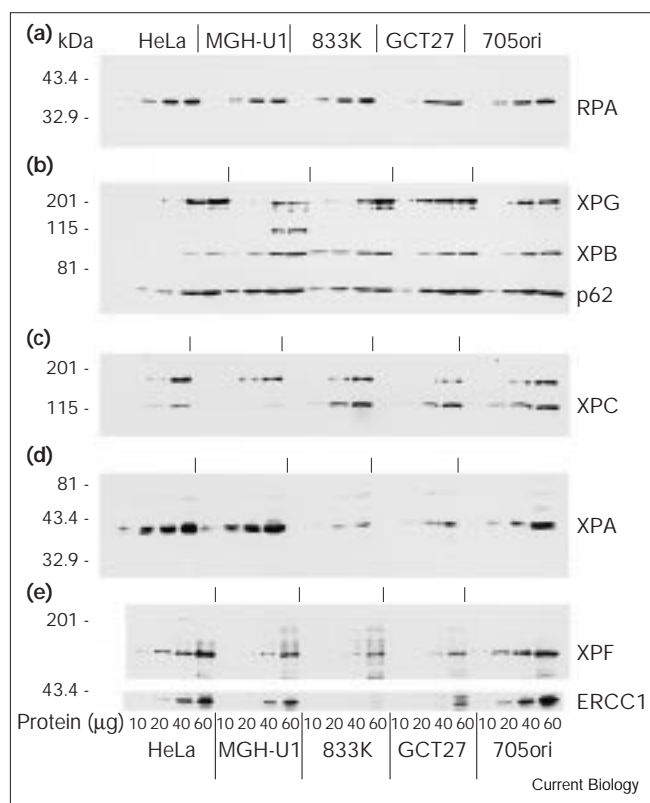 (a) kDa HeLa MGH-U1 833K GCT27 705ori
43.4 -
32.9 -
RPA
(b)
201 -
XPG
115 -
XPB
81 -
p62
(c)
201 -
115 -
XPC
(d)
81 -
43.4 -
XPA
32.9 -
(e)
201 -
XPF
43.4 -
ERCC1
Protein (μg) 10 20 40 60 10 20 40 60 10 20 40 60 10 20 40 60 10 20 40 60
HeLa MGH-U1 833K GCT27 705ori
Current Biology